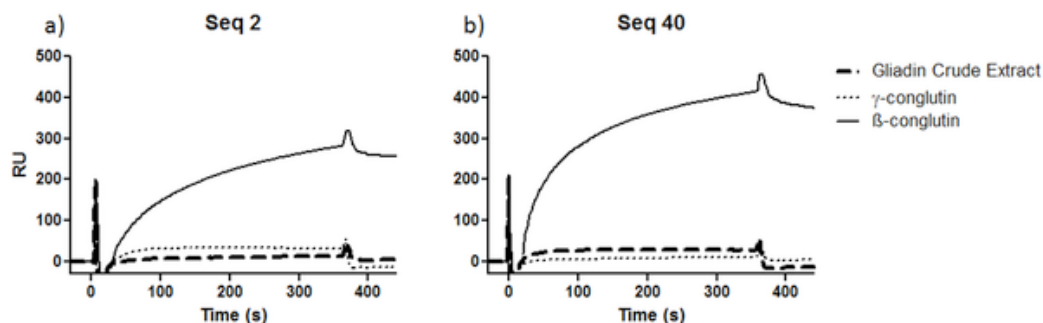 a) Seq 2
b) Seq 40
500
400
300
200
100
0
RU
0 100 200 300 400
Time (s)
500
400
300
200
100
0
0 100 200 300 400
Time (s)
Gliadin Crude Extract
γ-conglutin
ß-conglutin